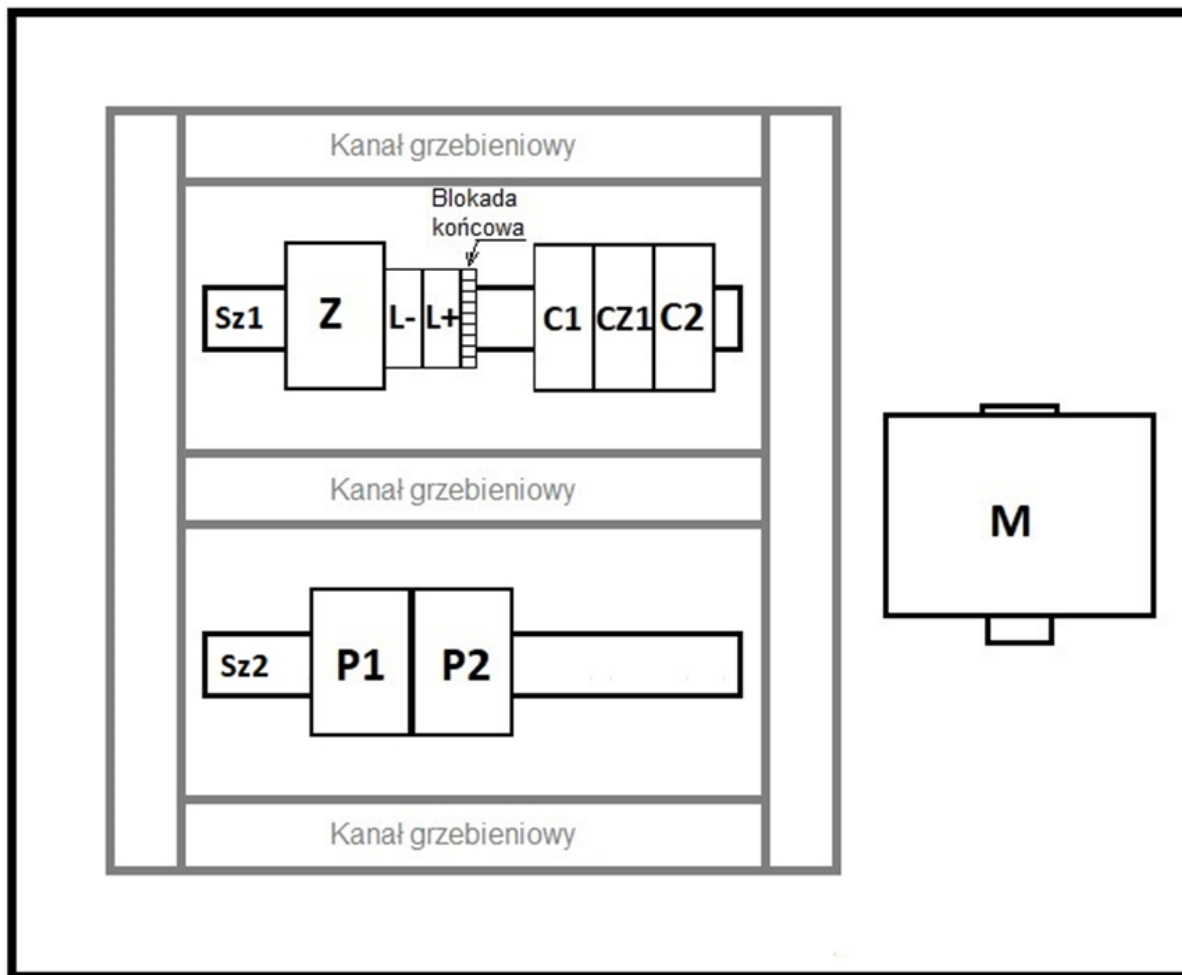 Kanał grzebieniowy
Blokada
końcowa
Sz1 Z L- L+ C1 CZ1 C2
Kanał grzebieniowy
M
Sz2 P1 P2
Kanał grzebieniowy